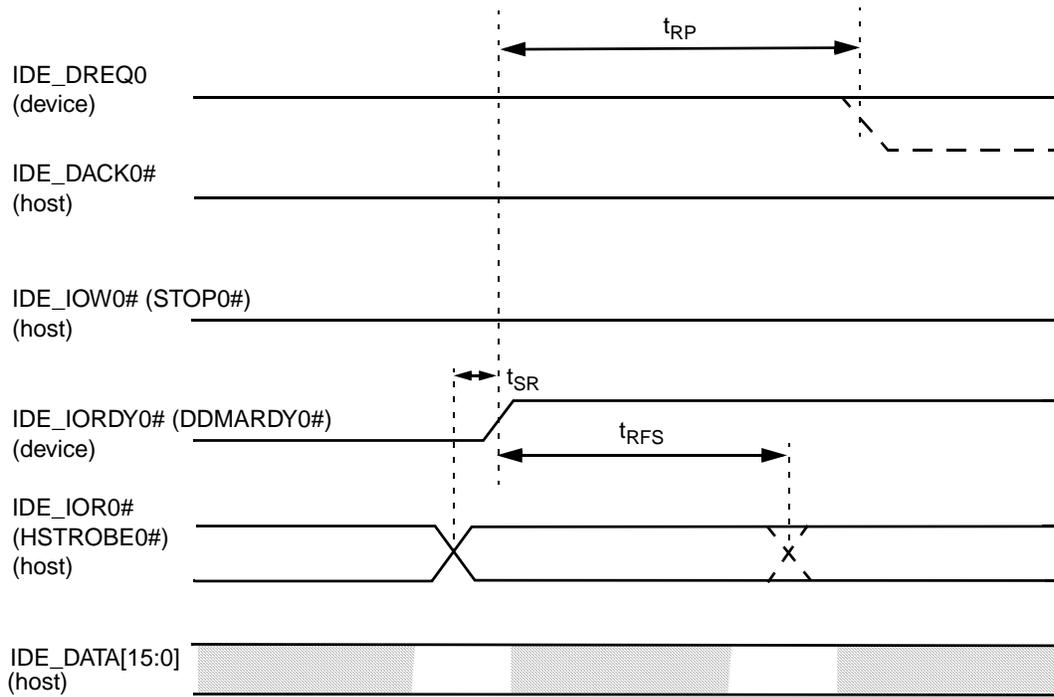 tRP
IDE_DREQ0
(device)
IDE_DACK0#
(host)
IDE_IOW0# (STOP0#)
(host)
tSR
IDE_IORDY0# (DDMARDY0#)
(device)
tRFS
IDE_IOR0#
(HSTROBE0#)
(host)
IDE_DATA[15:0]
(host)